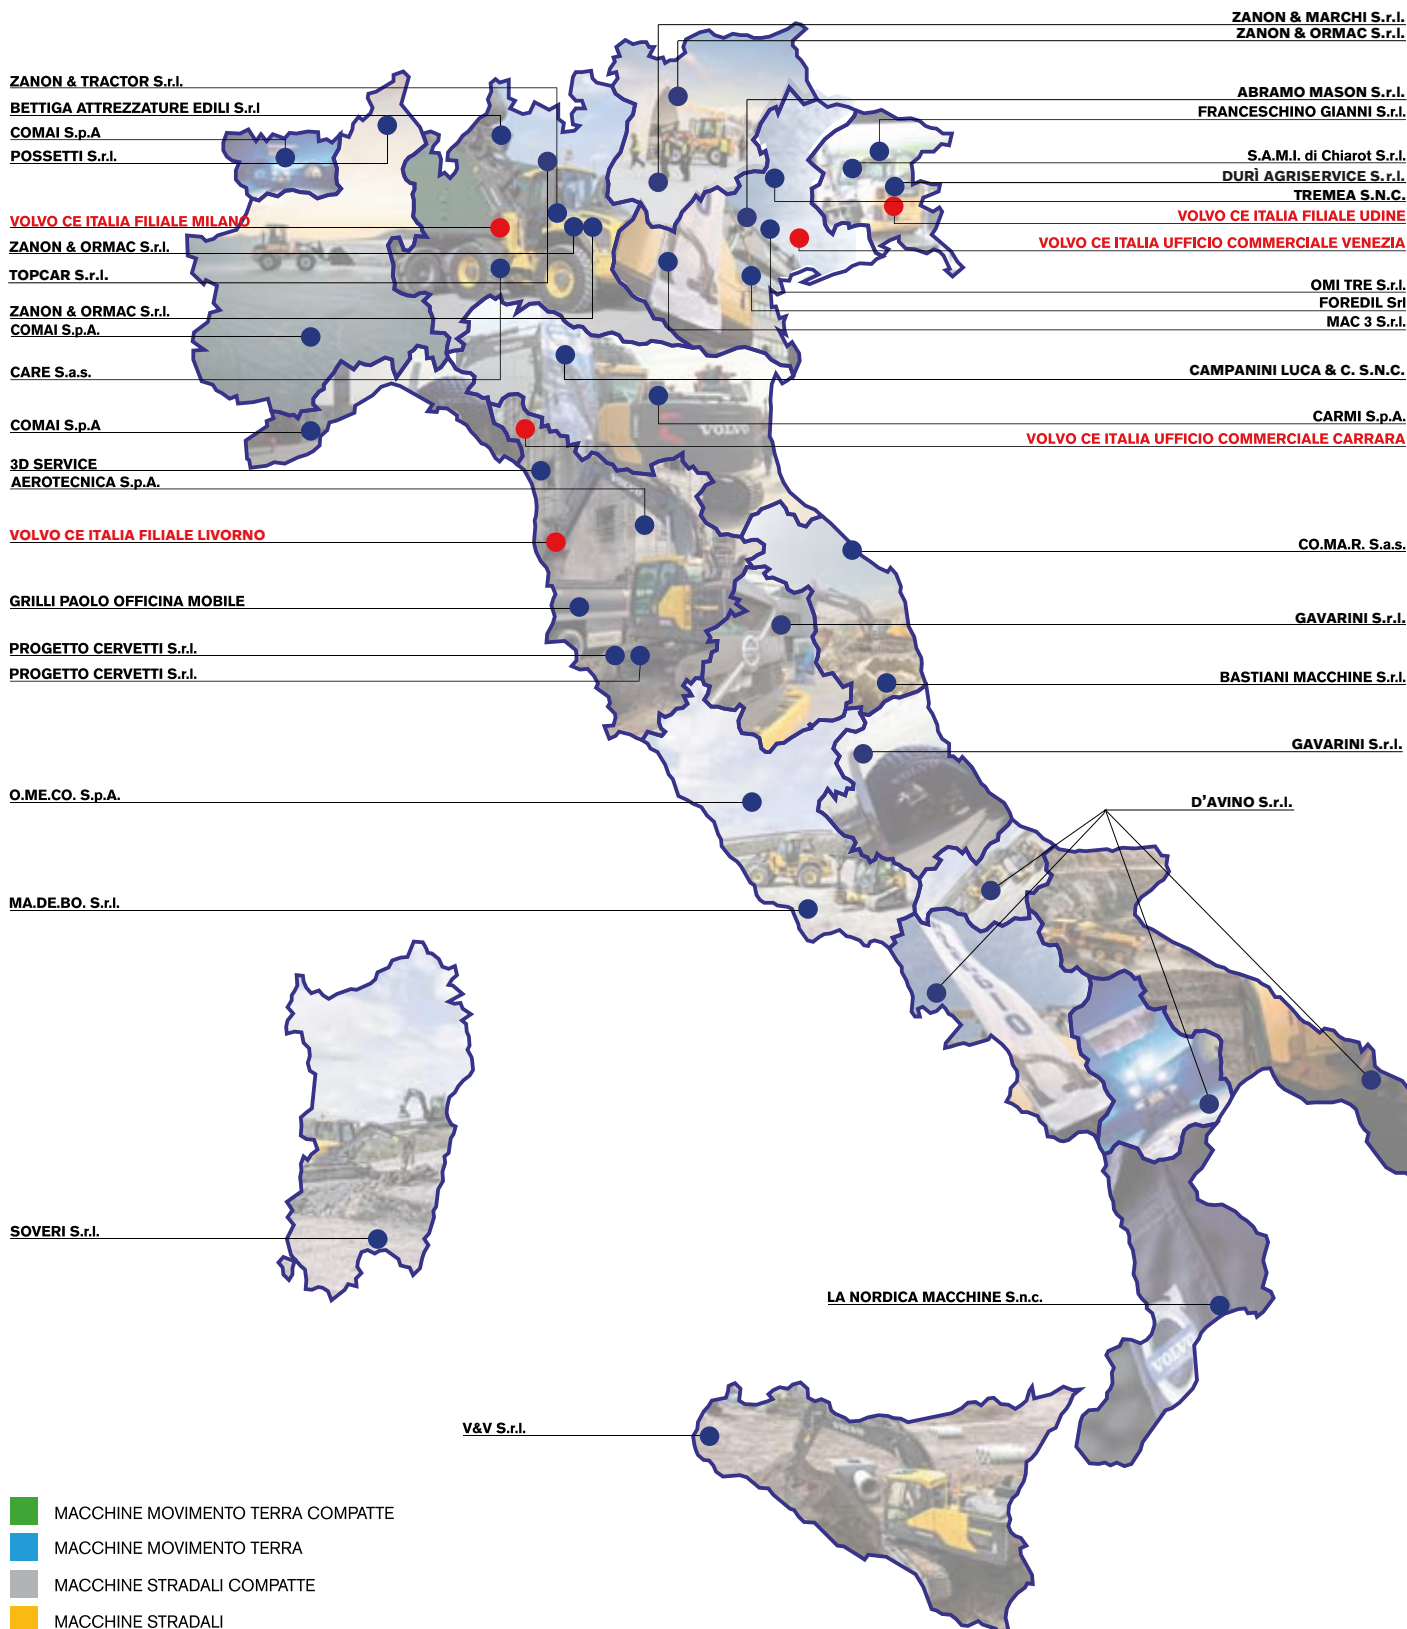 ZANON & MARCHI S.r.l.
ZANON & ORMAC S.r.l.
ZANON & TRACTOR S.r.l.
BETTIGA ATTREZZATURE EDILI S.r.l
COMAI S.p.A
POSSETTI S.r.l.
VOLVO CE ITALIA FILIALE MILANO
ZANON & ORMAC S.r.l.
TOPCAR S.r.l.
ZANON & ORMAC S.r.l.
COMAI S.p.A.
CARE S.a.s.
COMAI S.p.A
3D SERVICE
AEROTECNICA S.p.A.
VOLVO CE ITALIA FILIALE LIVORNO
GRILLI PAOLO OFFICINA MOBILE
PROGETTO CERVETTI S.r.l.
PROGETTO CERVETTI S.r.l.
O.ME.CO. S.p.A.
MA.DE.BO. S.r.l.
SOVERI S.r.l.
ABRAMO MASON S.r.l.
FRANCESCHINO GIANNI S.r.l.
S.A.M.I. di Chiarot S.r.l.
DURÌ AGRISERVICE S.r.l.
TREMEA S.N.C.
VOLVO CE ITALIA FILIALE UDINE
VOLVO CE ITALIA UFFICIO COMMERCIALE VENEZIA
OMI TRE S.r.l.
FOREDIL Srl
MAC 3 S.r.l.
CAMPANINI LUCA & C. S.N.C.
CARMI S.p.A.
VOLVO CE ITALIA UFFICIO COMMERCIALE CARRARA
CO.MA.R. S.a.s.
GAVARINI S.r.l.
BASTIANI MACCHINE S.r.l.
GAVARINI S.r.l.
D'AVINO S.r.l.
LA NORDICA MACCHINE S.n.c.
V&V S.r.l.
VOLVO
VOLVO
MACCHINE MOVIMENTO TERRA COMPATTE
MACCHINE MOVIMENTO TERRA
MACCHINE STRADALI COMPATTE
MACCHINE STRADALI